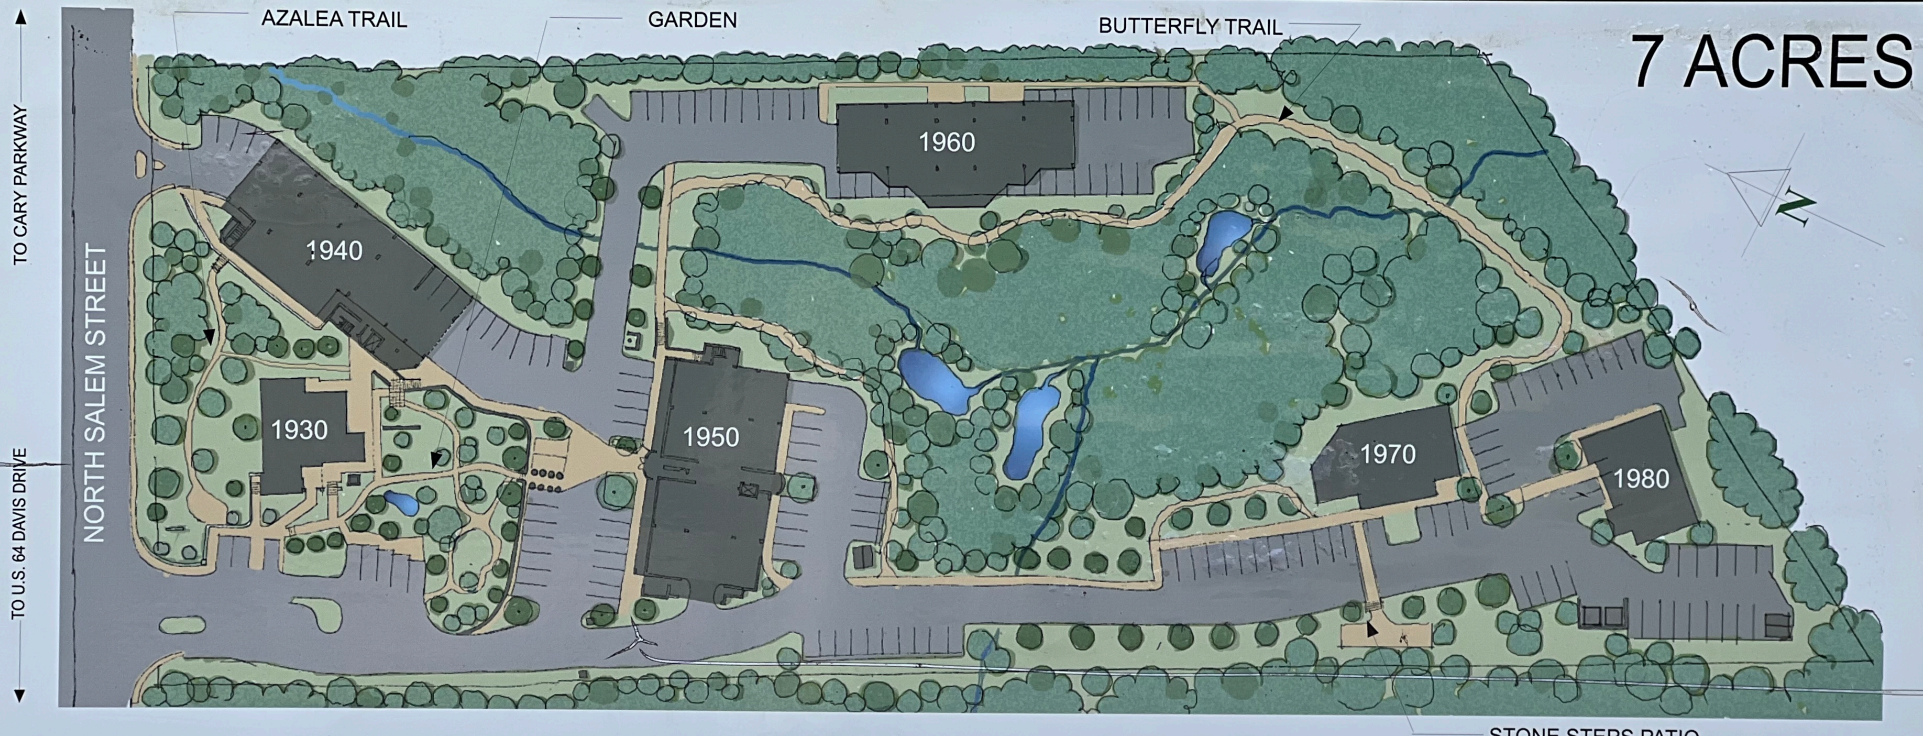 AZALEA TRAIL
GARDEN
BUTTERFLY TRAIL
7 ACRES
TO CARY PARKWAY
NORTH SALEM STREET
TO U.S. 64 DAVIS DRIVE
1960
1940
N
1930
1950
1970
1980
STONE STEPS PATIO